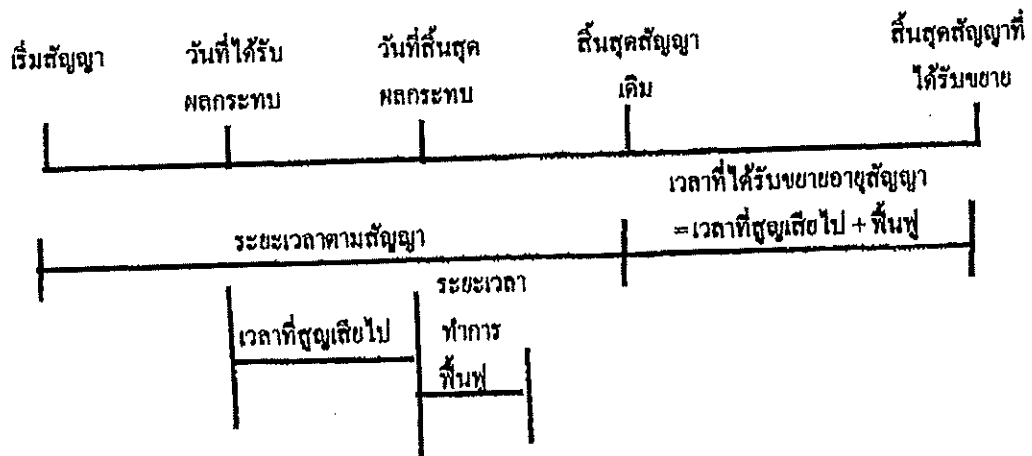 เริ่มสัญญา
วันที่ได้รับ
ผลกระทบ
วันที่สิ้นสุด
ผลกระทบ
สิ้นสุดสัญญา
เดิม
สิ้นสุดสัญญาที่
ได้รับขยาย
เวลาที่ได้รับขยายอายุสัญญา
=เวลาที่สูญเสียไป + ฟื้นฟู
ระยะเวลาตามสัญญา
เวลาที่สูญเสียไป
ระยะเวลา
ทำการ
ฟื้นฟู